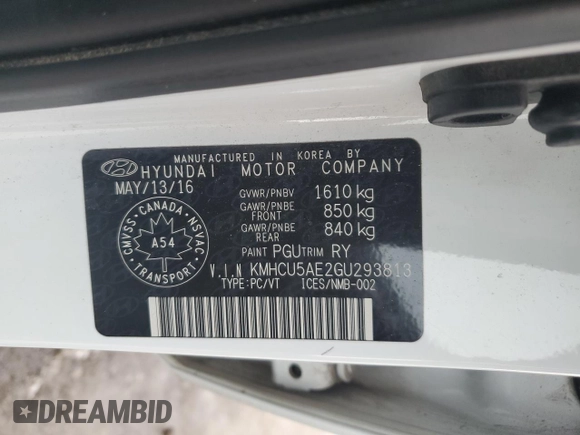 MANUFACTURED IN KOREA BY
HYUNDAI MOTOR COMPANY
MAY/13/16
GVWR/PNBV 1610 kg
GAWR/PNBE FRONT 850 kg
GAWR/PNBE REAR 840 kg
PAINT PGU TRIM RY
CMVSS • CANADA • NSVAC
A54
TRANSPORT
V.I.N KMHCU5AE2GU293813
TYPE:PC/VT ICES/NMB-002
DREAMBID